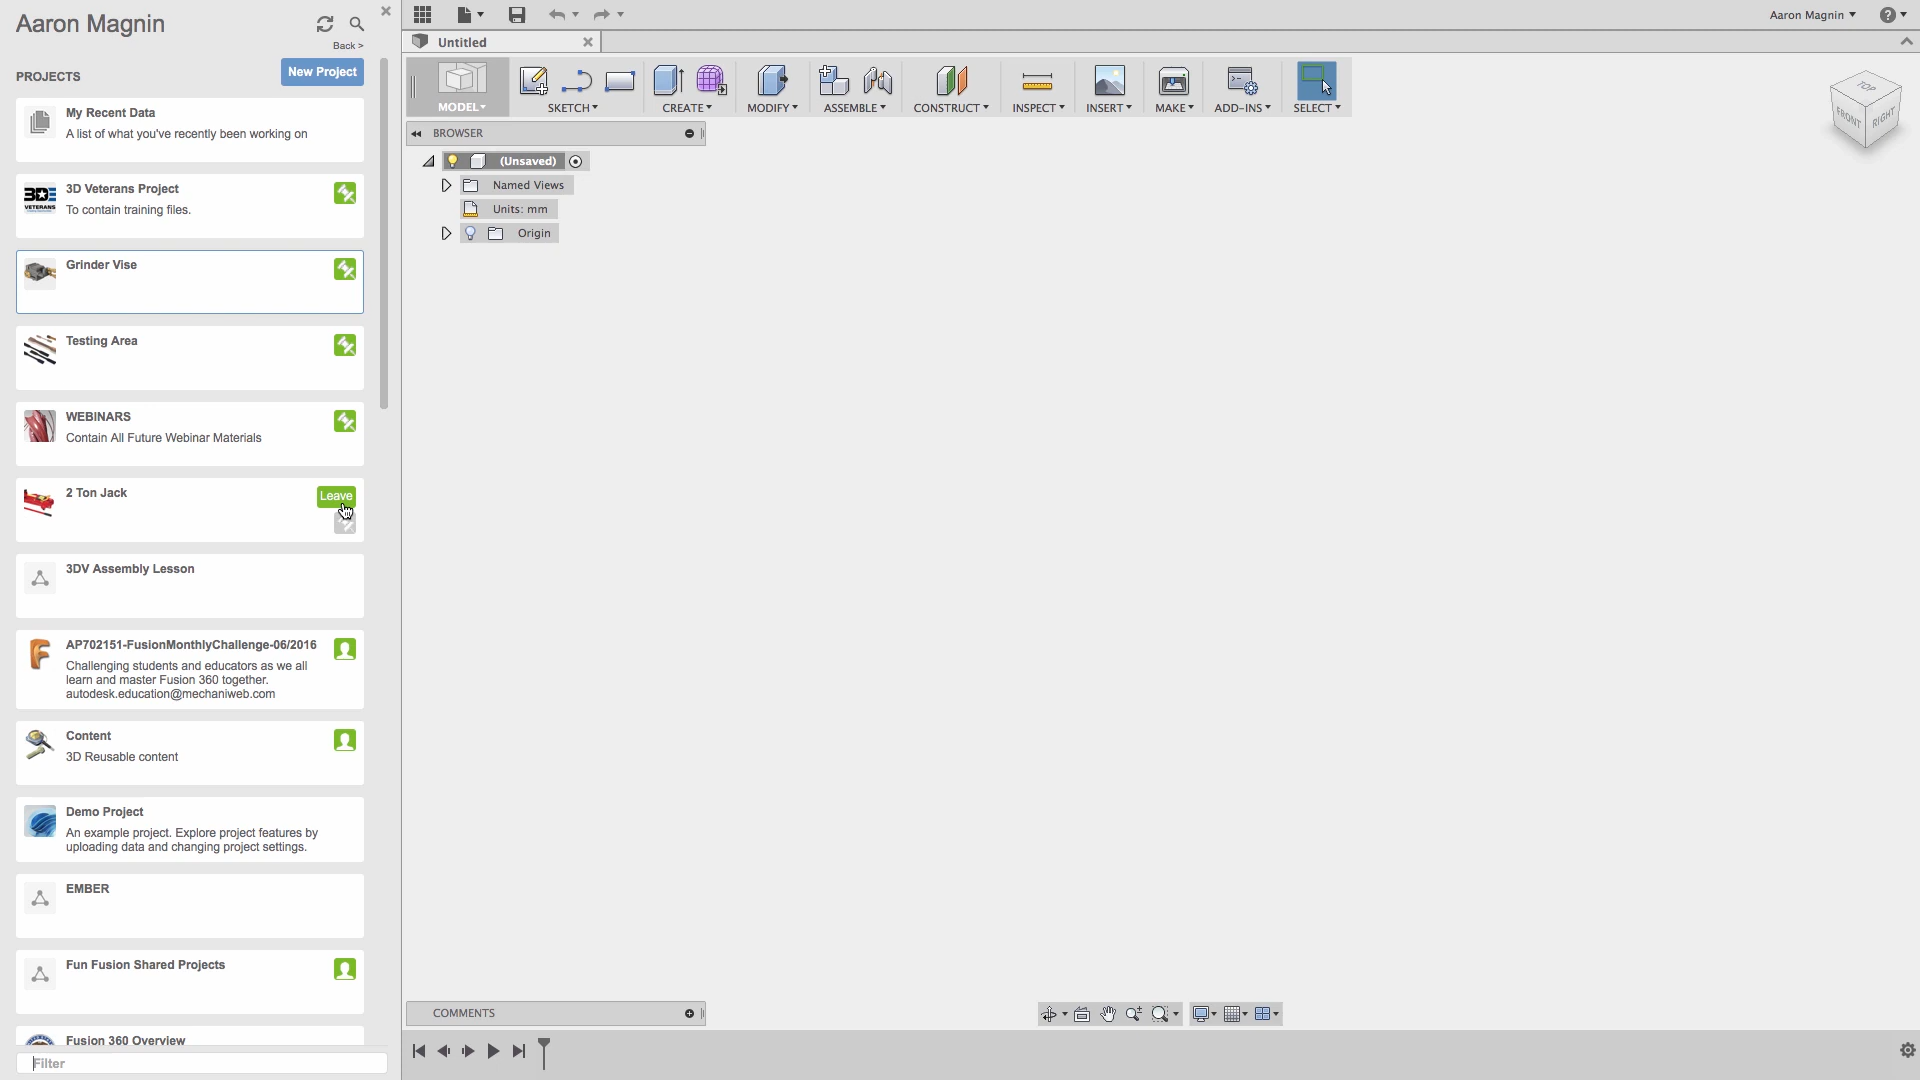 Aaron Magnin
Back >
PROJECTS
New Project
My Recent Data
A list of what you've recently been working on
3DE
VETERANS
3D Veterans Project
To contain training files.
Grinder Vise
Testing Area
WEBINARS
Contain All Future Webinar Materials
2 Ton Jack
Leave
3DV Assembly Lesson
AP702151-FusionMonthlyChallenge-06/2016
Challenging students and educators as we all
learn and master Fusion 360 together.
autodesk.education@mechaniweb.com
Content
3D Reusable content
Demo Project
An example project. Explore project features by
uploading data and changing project settings.
EMBER
Fun Fusion Shared Projects
Fusion 360 Overview
Filter
Aaron Magnin
Untitled
MODEL
SKETCH
CREATE
MODIFY
ASSEMBLE
CONSTRUCT
INSPECT
INSERT
MAKE
ADD-INS
SELECT
BROWSER
(Unsaved)
Named Views
Units: mm
Origin
TOP
FRONT
RIGHT
COMMENTS